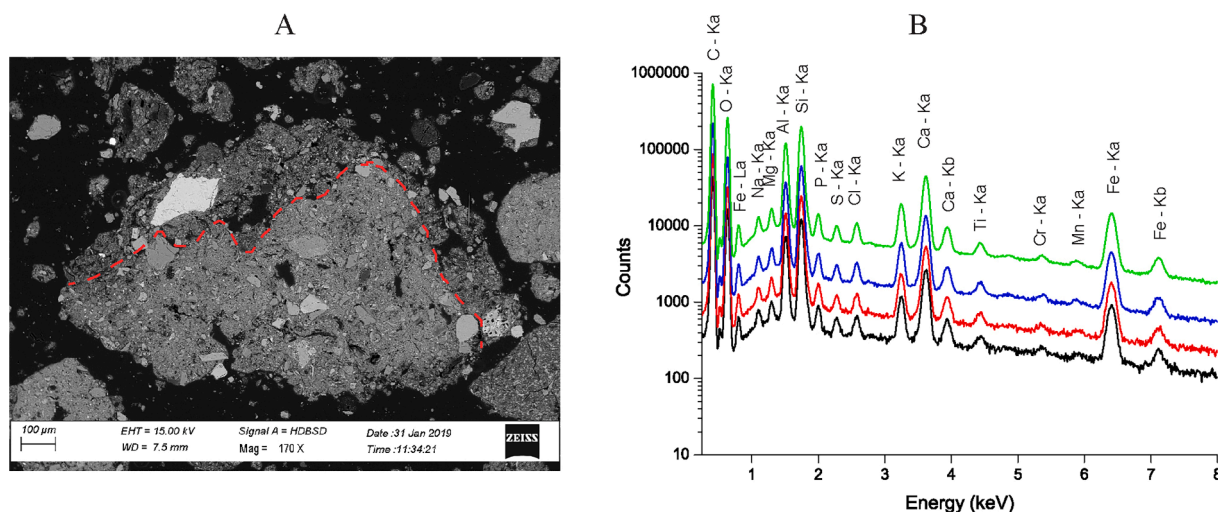 A
100 µm
EHT = 15.00 kV
WD = 7.5 mm
Signal A = HDBSD
Mag = 170 X
Date :31 Jan 2019
Time :11:34:21
ZEISS
B
C - Ka
O - Ka
Fe - La
Na - Ka
Mg - Ka
Al - Ka
Si - Ka
P - Ka
S - Ka
Cl - Ka
K - Ka
Ca - Ka
Ca - Kb
Ti - Ka
Cr - Ka
Mn - Ka
Fe - Ka
Fe - Kb
1000000
100000
10000
1000
100
10
Counts
1 2 3 4 5 6 7 8
Energy (keV)